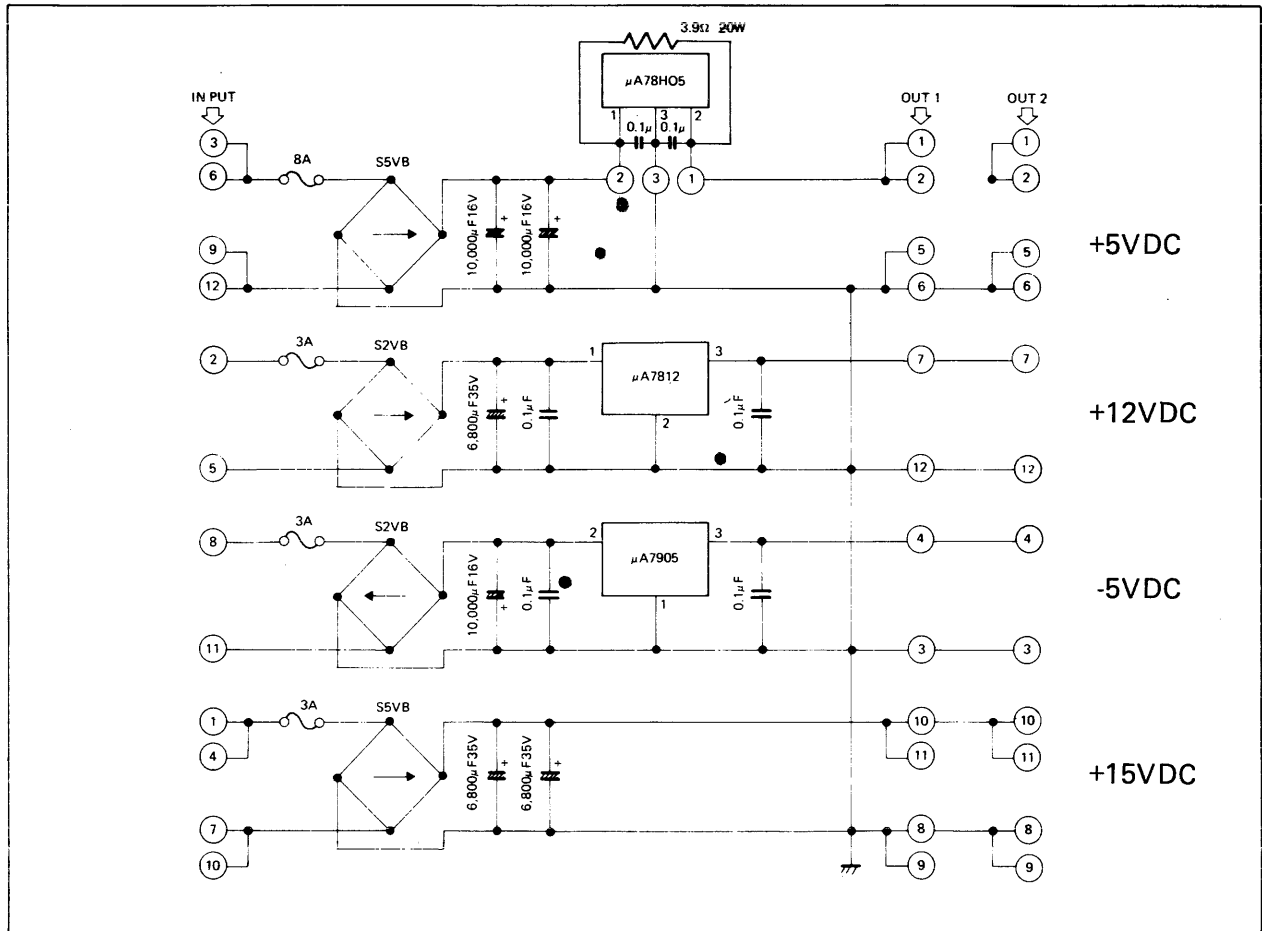 3.9Ω 20W
μA78HO5
1 3 2
0.1μ 0.1μ
IN PUT OUT 1 OUT 2
3 1 1
8A S5VB
6 2 3 1 2 2
10,000μF16V + 10,000μF16V +
9 5 5
+5VDC
12 6 6
3A S2VB
2 1 μA7812 3 7 7
6,800μF35V + 0.1μF 2 0.1μF
+12VDC
5 12 12
3A S2VB
8 2 μA7905 3 4 4
10,000μF16V + 0.1μF 1 0.1μF
-5VDC
11 3 3
3A S5VB
1 10 10
4 11 11
6,800μF35V + 6,800μF35V +
+15VDC
7 8 8
10 9 9